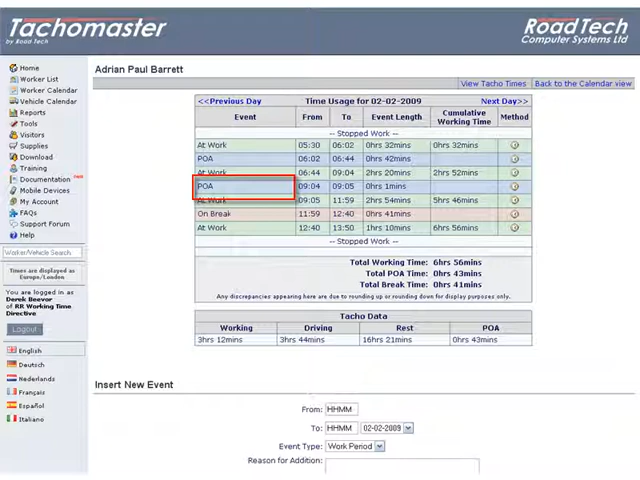 Tachomaster
by Road Tech
RoadTech
Computer Systems Ltd
Home
Worker List
Worker Calendar
Vehicle Calendar
Reports
Tools
Visitors
Supplies
Download
Training
Documentation new
Mobile Devices
My Account
FAQs
Support Forum
Help
Worker/Vehicle Search
Times are displayed as
Europe/London
You are logged in as
Derek Beevor
of RR Working Time
Directive
Logout
English
Deutsch
Nederlands
Français
Español
Italiano
Adrian Paul Barrett
View Tacho Times Back to the Calendar view
<<Previous Day Time Usage for 02-02-2009 Next Day>>
Event From To Event Length Cumulative Working Time Method
-- Stopped Work --
At Work 05:30 06:02 0hrs 32mins 0hrs 32mins
POA 06:02 06:44 0hrs 42mins
At Work 06:44 09:04 2hrs 20mins 2hrs 52mins
POA 09:04 09:05 0hrs 1mins
At Work 09:05 11:59 2hrs 54mins 5hrs 46mins
On Break 11:59 12:40 0hrs 41mins
At Work 12:40 13:50 1hrs 10mins 6hrs 56mins
-- Stopped Work --
Total Working Time: 6hrs 56mins
Total POA Time: 0hrs 43mins
Total Break Time: 0hrs 41mins
Any discrepancies appearing here are due to rounding up or rounding down for display purposes only.
Tacho Data
Working Driving Rest POA
3hrs 12mins 3hrs 44mins 16hrs 21mins 0hrs 43mins
Insert New Event
From: HHMM
To: HHMM 02-02-2009
Event Type: Work Period
Reason for Addition: